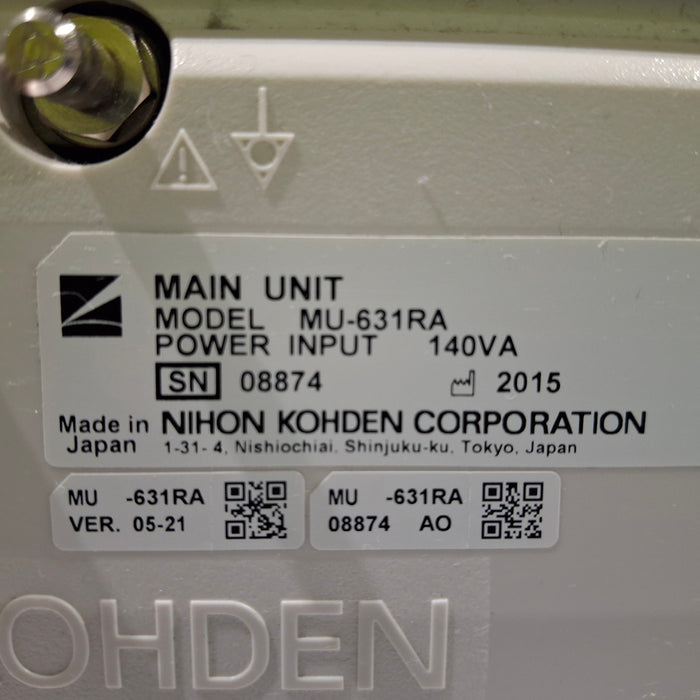 MAIN UNIT
MODEL MU-631RA
POWER INPUT 140VA
SN 08874 2015
Made in Japan NIHON KOHDEN CORPORATION
1-31-4, Nishiochiai, Shinjuku-ku, Tokyo, Japan
MU -631RA
VER. 05-21
MU -631RA
08874 AO
OHDEN